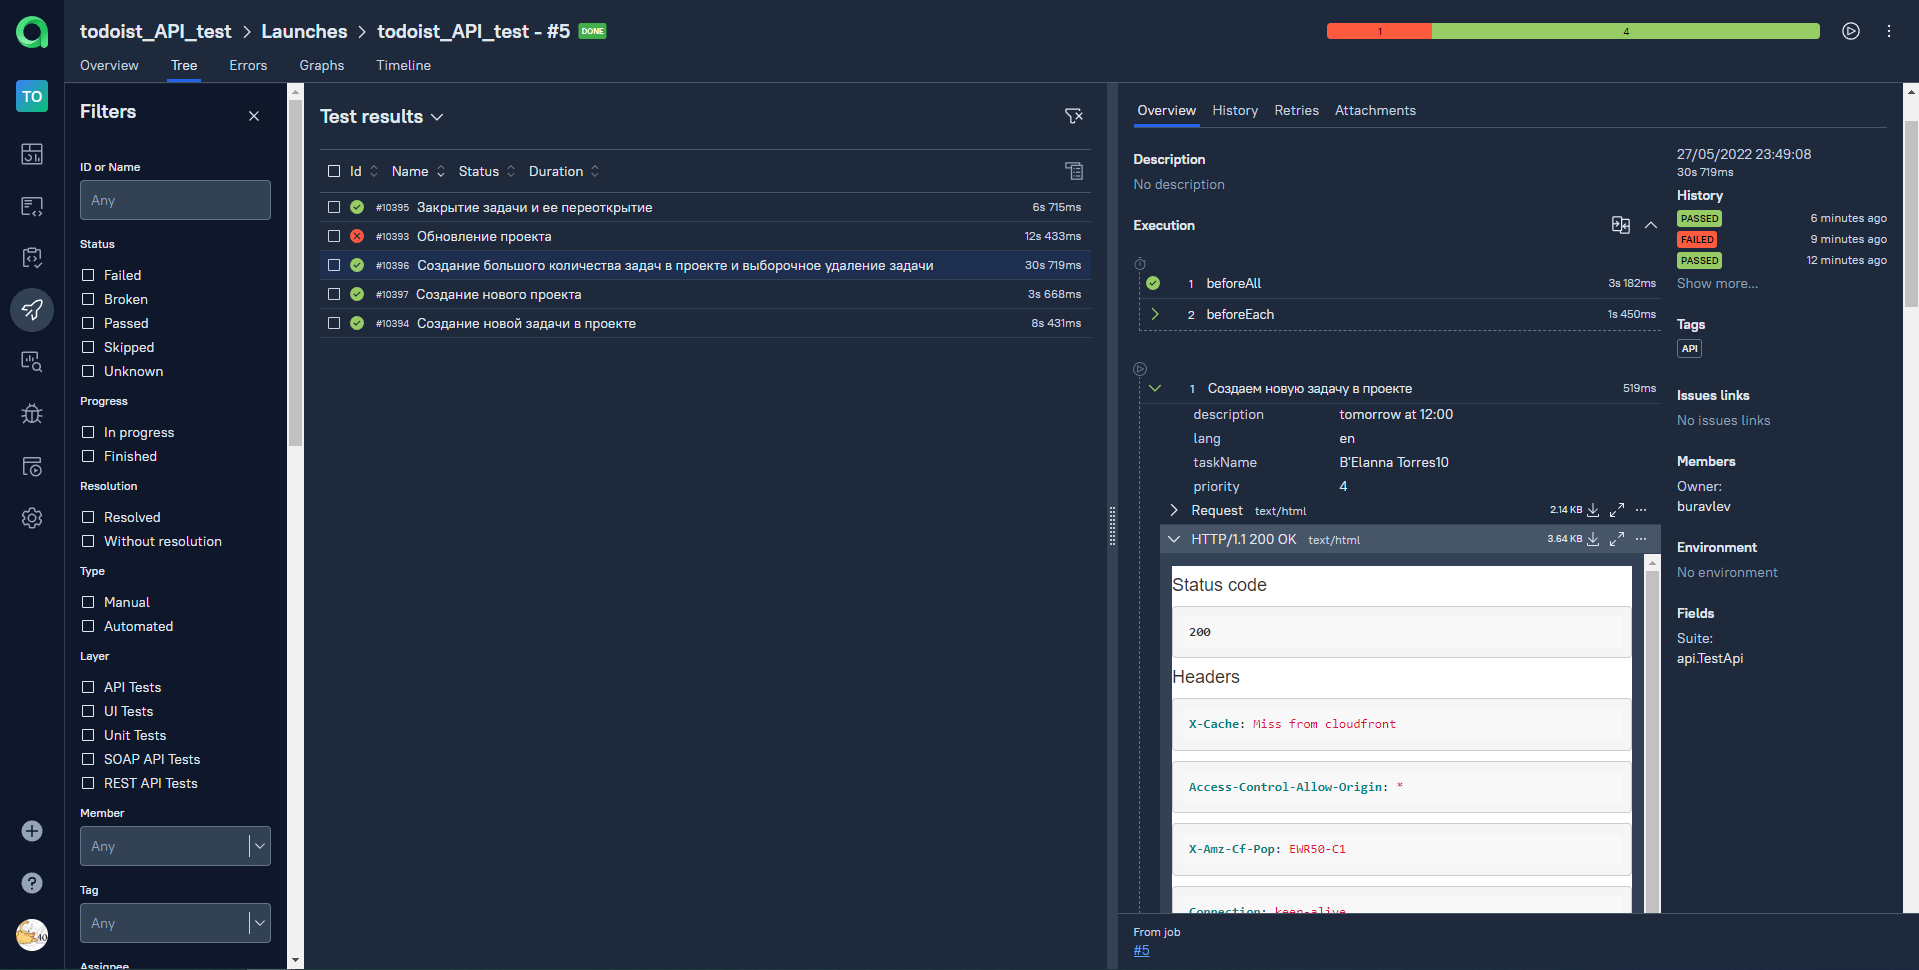 todoist_API_test > Launches > todoist_API_test - #5 DONE
1 4
Overview Tree Errors Graphs Timeline
TO
Filters
ID or Name
Any
Status
Failed
Broken
Passed
Skipped
Unknown
Progress
In progress
Finished
Resolution
Resolved
Without resolution
Type
Manual
Automated
Layer
API Tests
UI Tests
Unit Tests
SOAP API Tests
REST API Tests
Member
Any
Tag
Any
Assignee
Test results
Id Name Status Duration
#10395 Закрытие задачи и ее переоткрытие 6s 715ms
#10393 Обновление проекта 12s 433ms
#10396 Создание большого количества задач в проекте и выборочное удаление задачи 30s 719ms
#10397 Создание нового проекта 3s 668ms
#10394 Создание новой задачи в проекте 8s 431ms
Overview History Retries Attachments
Description
No description
Execution
1 beforeAll 3s 182ms
2 beforeEach 1s 450ms
1 Создаем новую задачу в проекте 519ms
description tomorrow at 12:00
lang en
taskName B'Elanna Torres10
priority 4
Request text/html 2.14 KB
HTTP/1.1 200 OK text/html 3.64 KB
Status code
200
Headers
X-Cache: Miss from cloudfront
Access-Control-Allow-Origin: *
X-Amz-Cf-Pop: EWR50-C1
Connection: keep-alive
From job
#5
27/05/2022 23:49:08
30s 719ms
History
PASSED 6 minutes ago
FAILED 9 minutes ago
PASSED 12 minutes ago
Show more...
Tags
API
Issues links
No issues links
Members
Owner:
buravlev
Environment
No environment
Fields
Suite:
api.TestApi